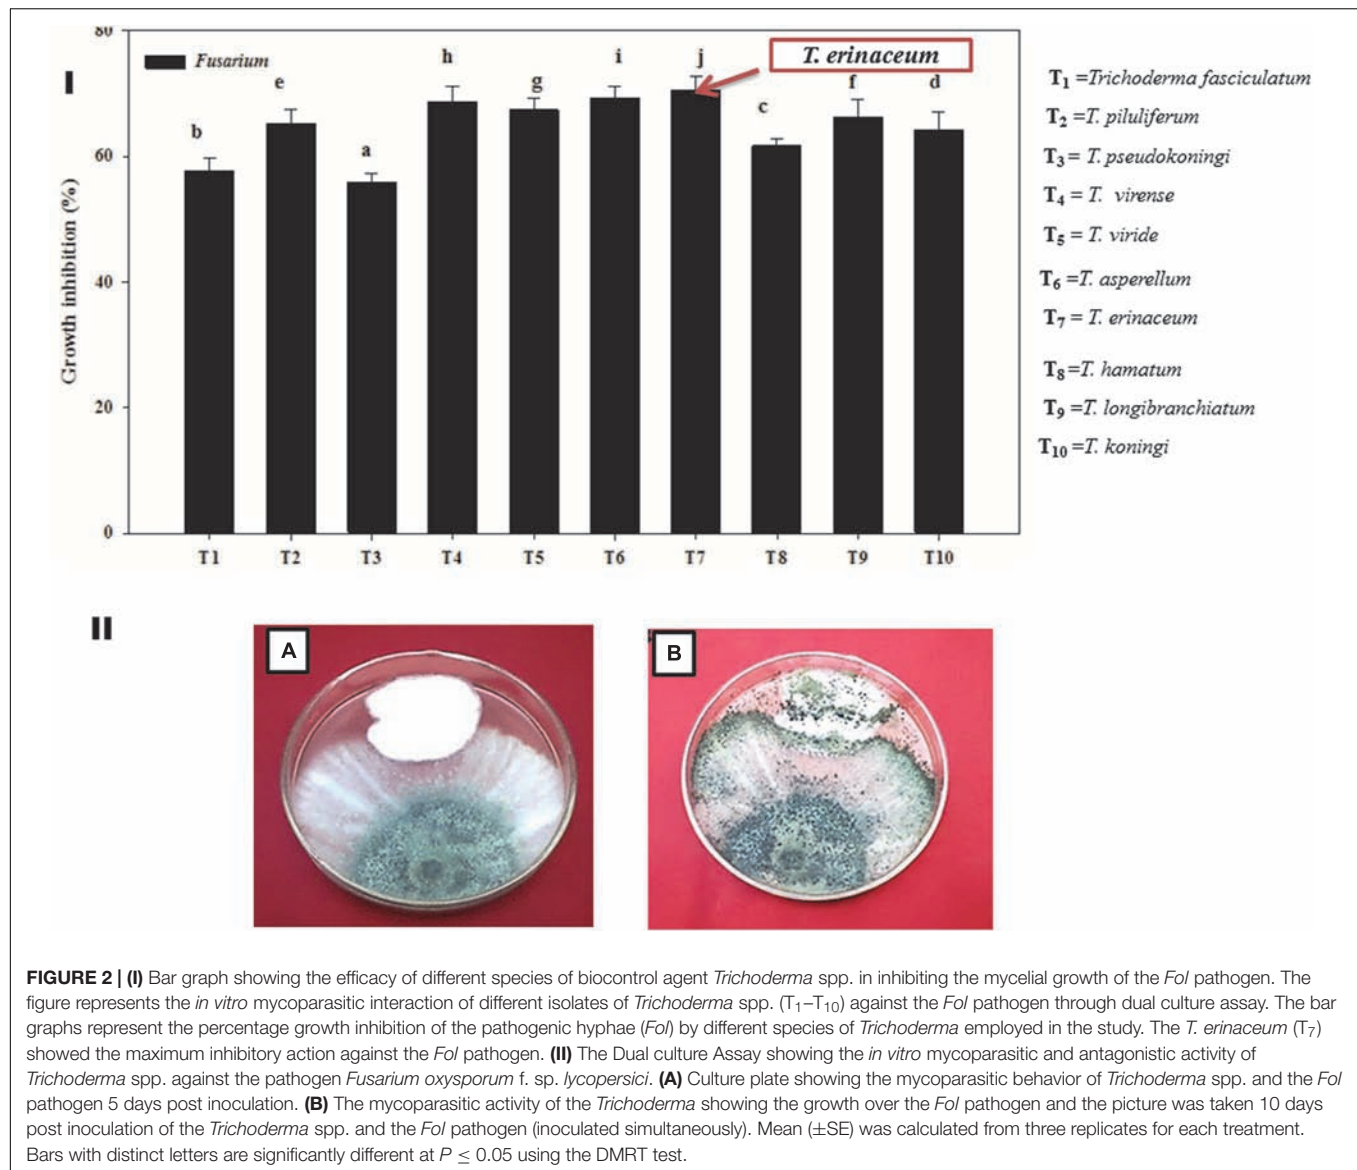 I
Fusarium
T. erinaceum
b
e
a
h
g
i
j
c
f
d
Growth inhibition (%)
80
60
40
20
0
T1 T2 T3 T4 T5 T6 T7 T8 T9 T10
T1 =Trichoderma fasciculatum
T2 = T. piluliferum
T3= T. pseudokoningi
T4 = T. virense
T5 = T. viride
T6 =T. asperellum
T7 = T. erinaceum
T8=T. hamatum
T9 =T. longibranchiatum
T10 =T. koningi
II
A
B
FIGURE 2 | (I) Bar graph showing the efficacy of different species of biocontrol agent Trichoderma spp. in inhibiting the mycelial growth of the Fol pathogen. The
figure represents the in vitro mycoparasitic interaction of different isolates of Trichoderma spp. (T1–T10) against the Fol pathogen through dual culture assay. The bar
graphs represent the percentage growth inhibition of the pathogenic hyphae (Fol) by different species of Trichoderma employed in the study. The T. erinaceum (T7)
showed the maximum inhibitory action against the Fol pathogen. (II) The Dual culture Assay showing the in vitro mycoparasitic and antagonistic activity of
Trichoderma spp. against the pathogen Fusarium oxysporum f. sp. lycopersici. (A) Culture plate showing the mycoparasitic behavior of Trichoderma spp. and the Fol
pathogen 5 days post inoculation. (B) The mycoparasitic activity of the Trichoderma showing the growth over the Fol pathogen and the picture was taken 10 days
post inoculation of the Trichoderma spp. and the Fol pathogen (inoculated simultaneously). Mean (±SE) was calculated from three replicates for each treatment.
Bars with distinct letters are significantly different at P ≤ 0.05 using the DMRT test.